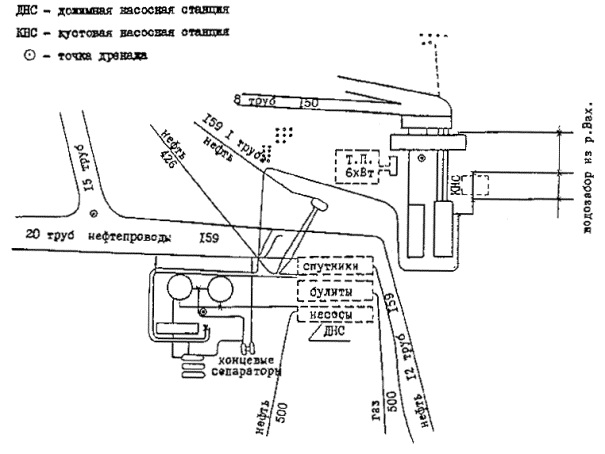 ДНС - дожимная насосная станция
КНС - кустовая насосная станция
⊙ - точка дренажа
8 труб 150
159 1 труба
нефть
нефть
426
15 труб
Т.П.
6хВт
КНС
водозабор из р.Вах.
20 труб нефтепроводы 159
спутники
булиты
насосы
ДНС
концевые
сепараторы
нефть
500
газ
500
нефть 12 труб 159